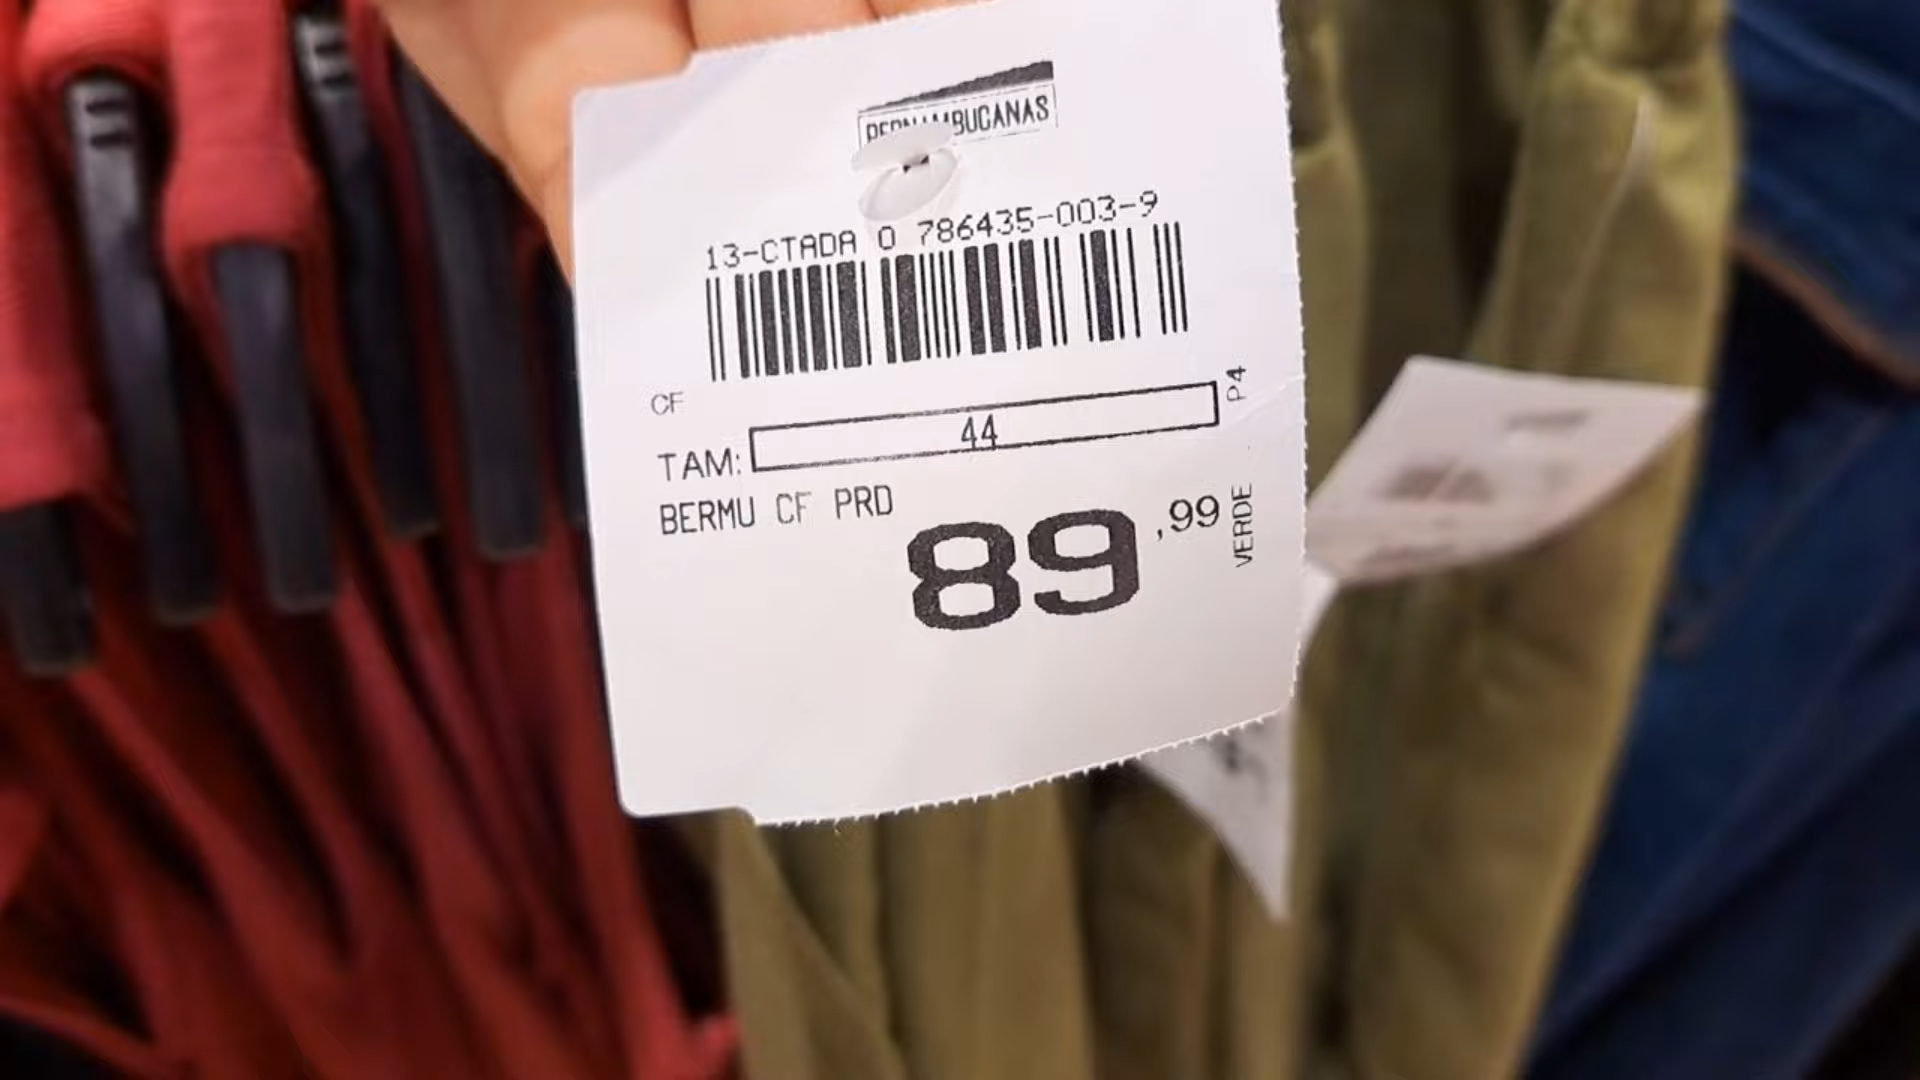 PERNAMBUCANAS
13-CTADA 0 786435-003-9
CF
P4
TAM: 44
BERMU CF PRD
89,99
VERDE